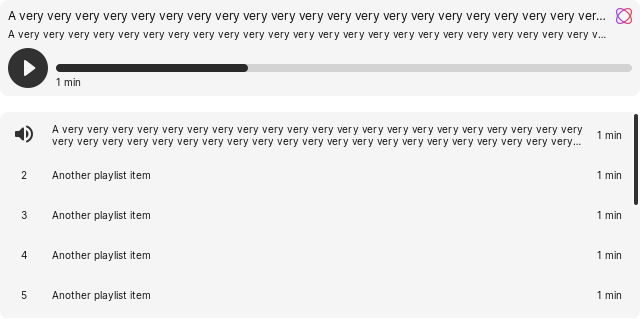 A very very very very very very very very very very very very very very very very very very very very very very ver...
A very very very very very very very very very very very very very very very very very very very very very very very v...
1 min
A very very very very very very very very very very very very very very very very very very very very very
very very very very very very very very very very very very very very very very very very very very very...
1 min
2 Another playlist item 1 min
3 Another playlist item 1 min
4 Another playlist item 1 min
5 Another playlist item 1 min